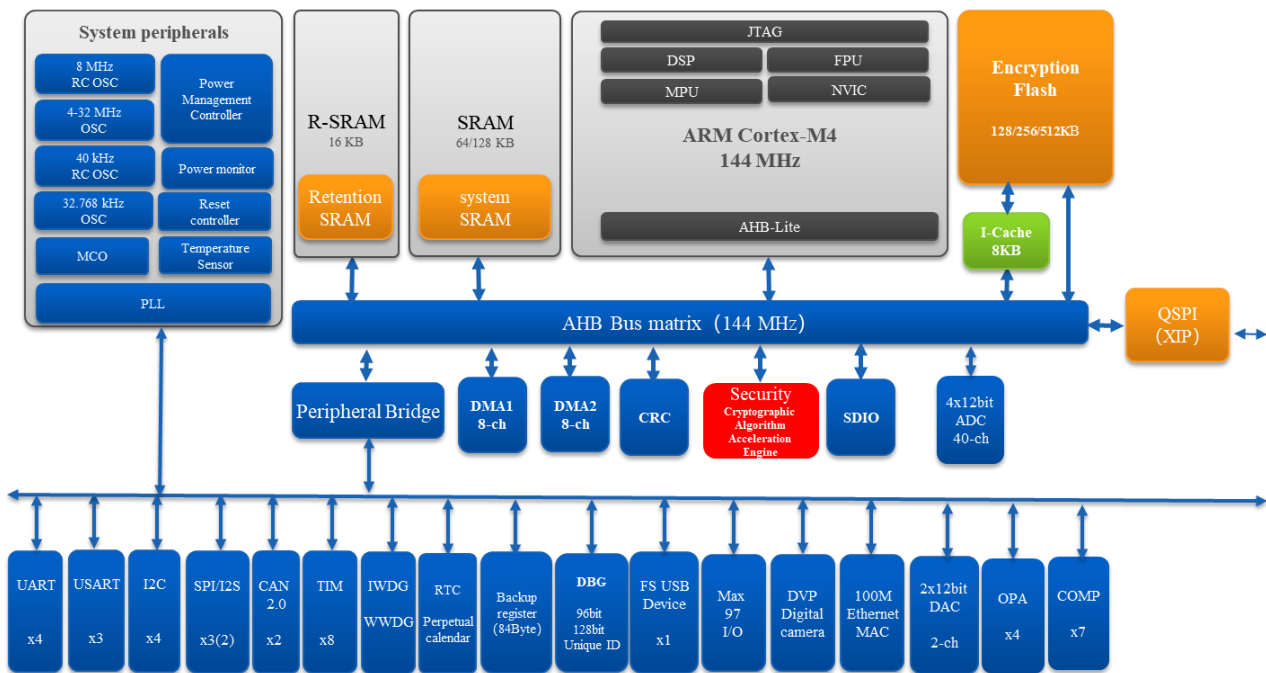 System peripherals
8 MHz
RC OSC
4-32 MHz
OSC
40 kHz
RC OSC
32.768 kHz
OSC
MCO
Power
Management
Controller
Power monitor
Reset
controller
Temperature
Sensor
PLL
R-SRAM
16 KB
Retention
SRAM
SRAM
64/128 KB
system
SRAM
JTAG
DSP
FPU
MPU
NVIC
ARM Cortex-M4
144 MHz
AHB-Lite
Encryption
Flash
128/256/512KB
I-Cache
8KB
AHB Bus matrix（144 MHz）
QSPI
（XIP）
Peripheral Bridge
DMA1
8-ch
DMA2
8-ch
CRC
Security
Cryptographic
Algorithm
Acceleration
Engine
SDIO
4x12bit
ADC
40-ch
UART
x4
USART
x3
I2C
x4
SPI/I2S
x3(2)
CAN
2.0
x2
TIM
x8
IWDG
WWDG
RTC
Perpetual
calendar
Backup
register
(84Byte)
DBG
96bit
128bit
Unique ID
FS USB
Device
x1
Max
97
I/O
DVP
Digital
camera
100M
Ethernet
MAC
2x12bit
DAC
2-ch
OPA
x4
COMP
x7